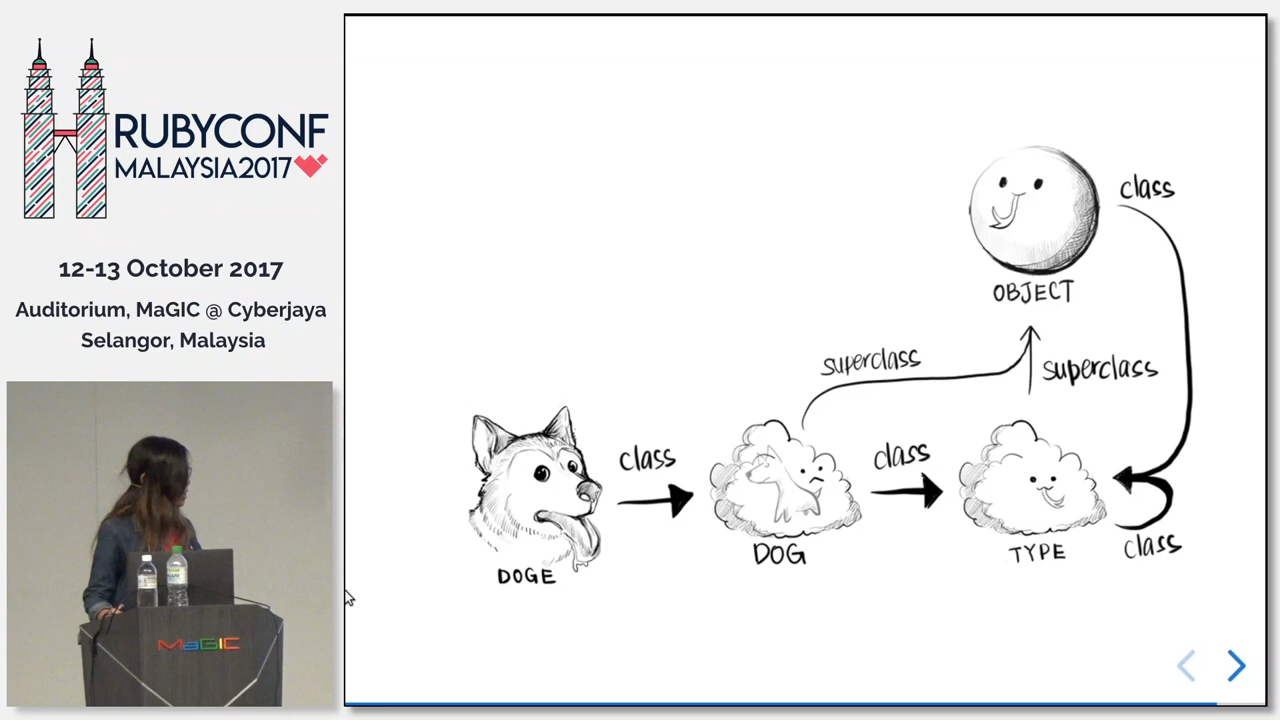 RUBYCONF
MALAYSIA2017
12-13 October 2017
Auditorium, MaGIC @ Cyberjaya
Selangor, Malaysia
MaGIC
class
OBJECT
superclass
superclass
class
class
DOGE
DOG
TYPE
class